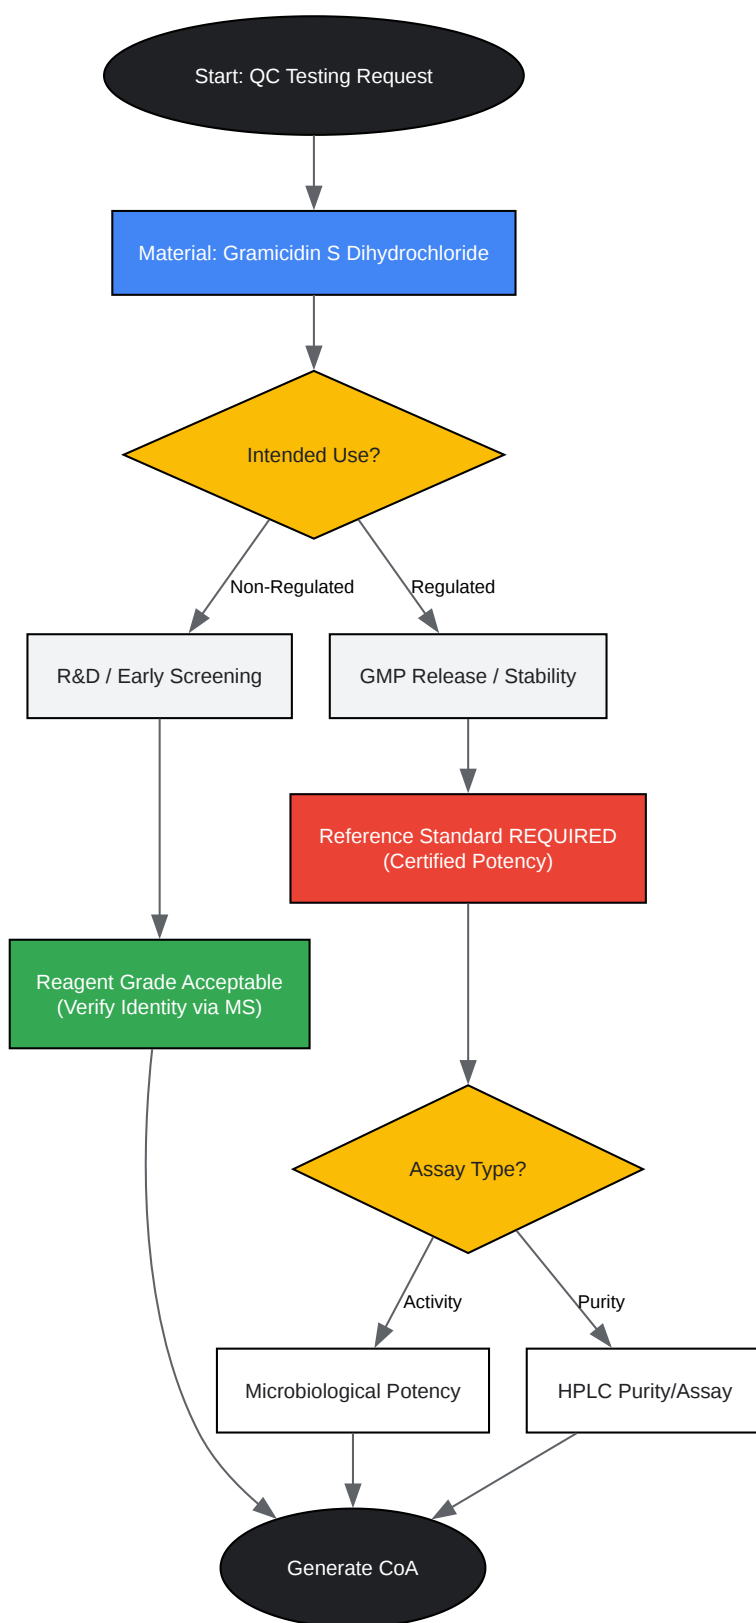 Start: QC Testing Request
Material: Gramicidin S Dihydrochloride
Intended Use?
Non-Regulated
Regulated
R&D / Early Screening
GMP Release / Stability
Reference Standard REQUIRED
(Certified Potency)
Reagent Grade Acceptable
(Verify Identity via MS)
Assay Type?
Activity
Purity
Microbiological Potency
HPLC Purity/Assay
Generate CoA